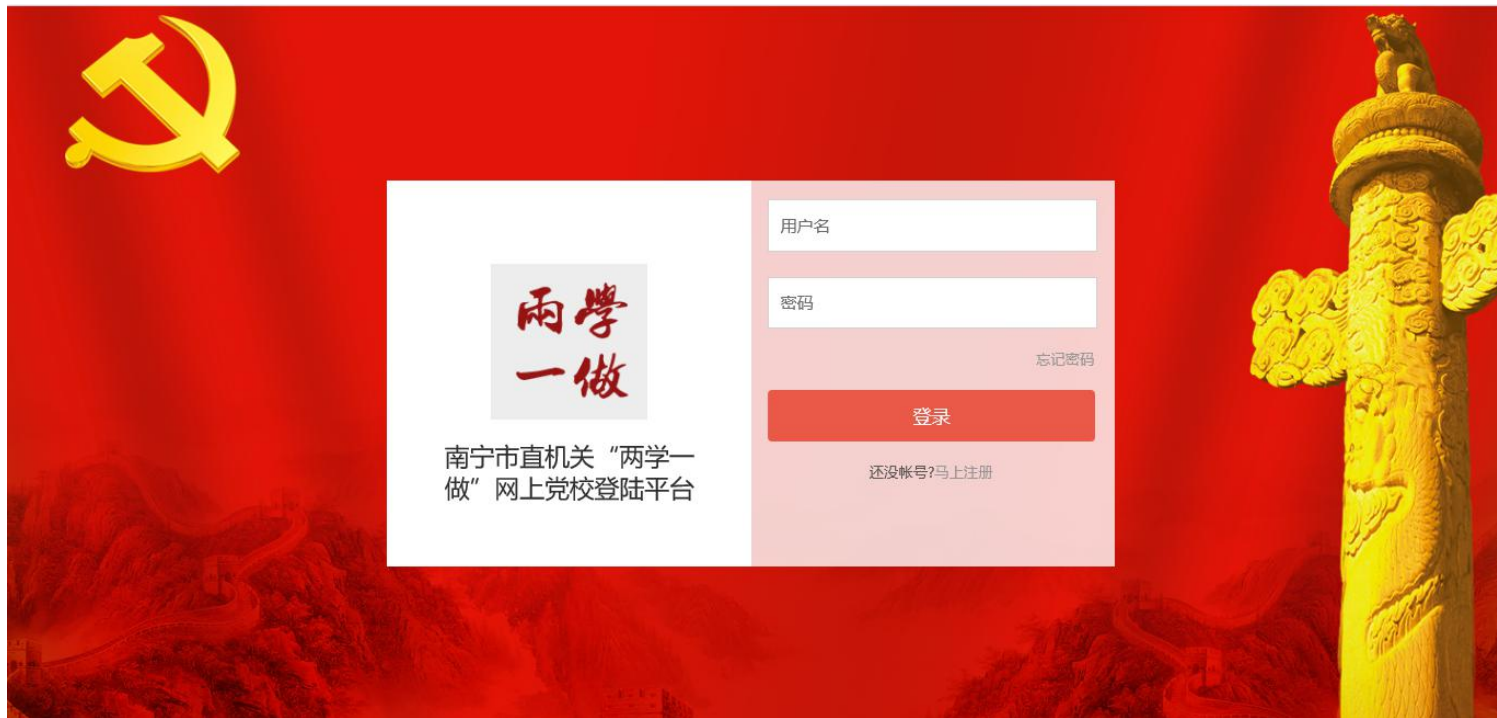 兩學
一做
南宁市直机关“两学一
做”网上党校登陆平台
用户名
密码
忘记密码
登录
还没帐号?马上注册